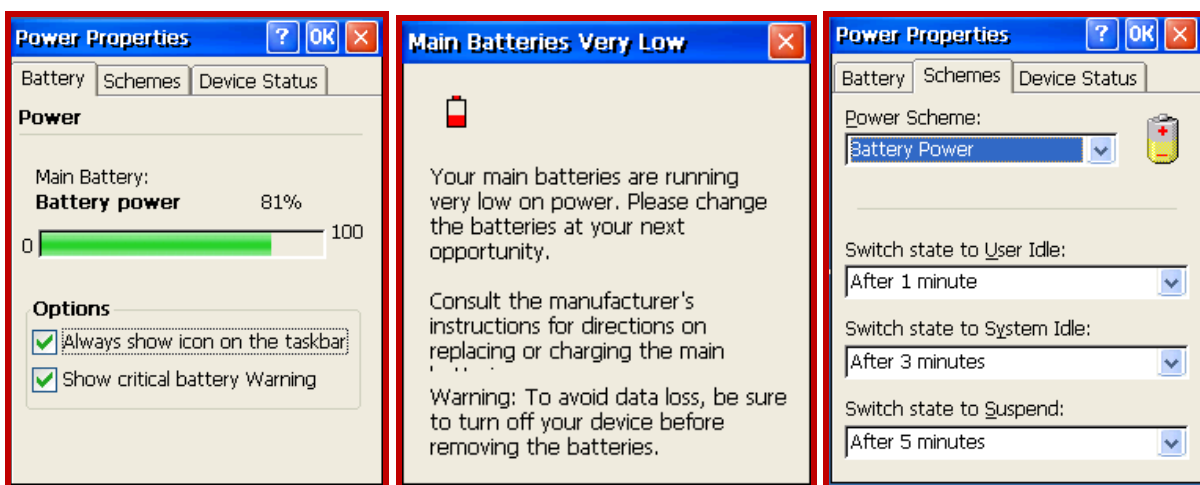 Power Properties ? OK
Battery Schemes Device Status
Power
Main Battery:
Battery power 81%
0 100
Options
Always show icon on the taskbar
Show critical battery Warning
Main Batteries Very Low
Your main batteries are running
very low on power. Please change
the batteries at your next
opportunity.
Consult the manufacturer's
instructions for directions on
replacing or charging the main
Warning: To avoid data loss, be sure
to turn off your device before
removing the batteries.
Power Properties ? OK
Battery Schemes Device Status
Power Scheme:
Battery Power
Switch state to User Idle:
After 1 minute
Switch state to System Idle:
After 3 minutes
Switch state to Suspend:
After 5 minutes